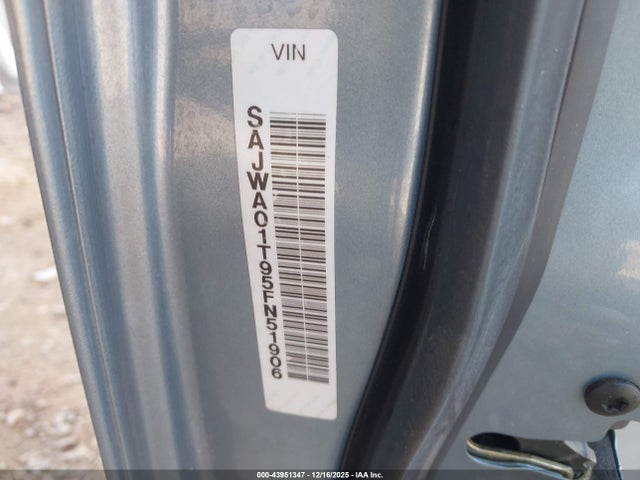 VIN
SAJWA01T95FN51906
000-43951347 - 12/16/2025 - IAA Inc.